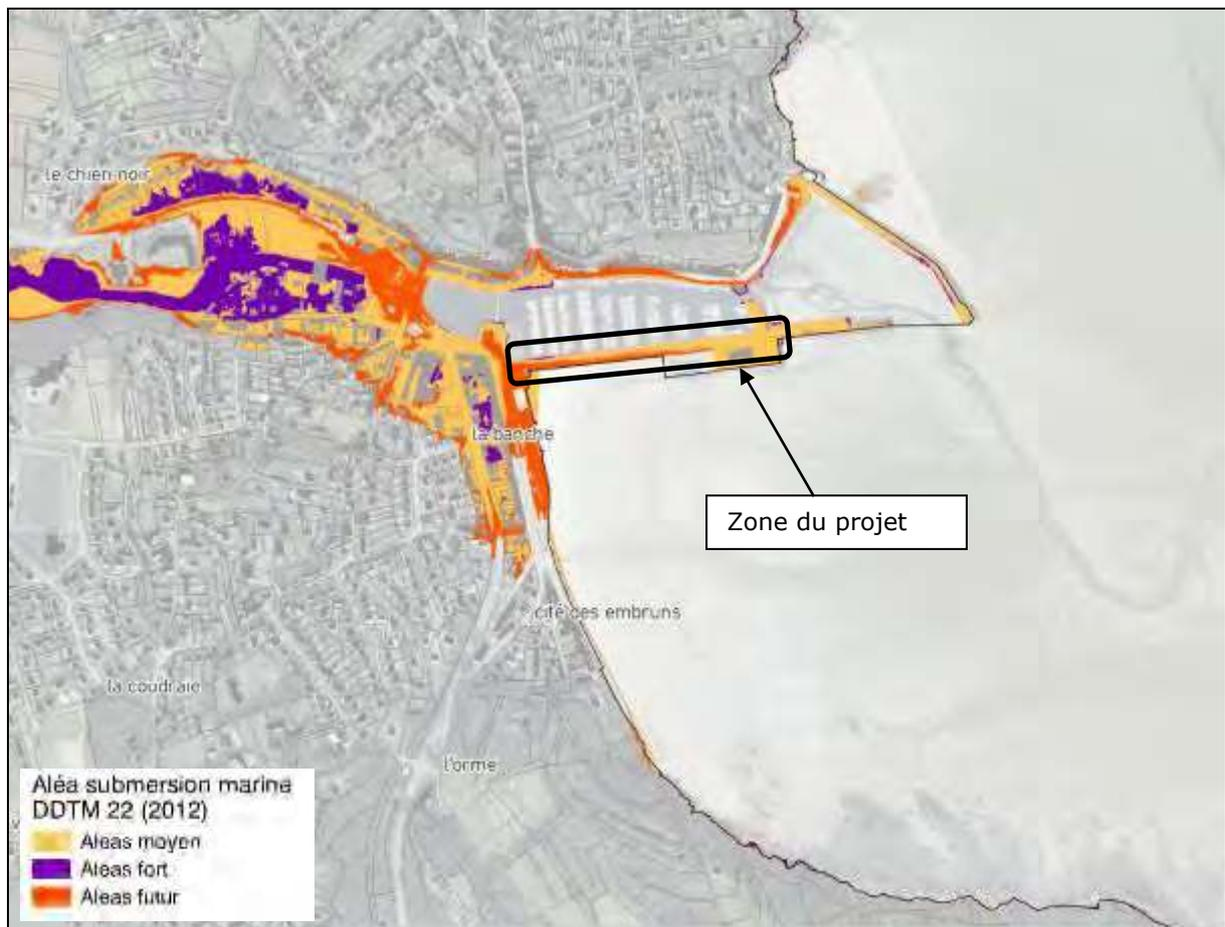 le chien noir
la banche
Zone du projet
cité des embruns
la coudraie
l'orme
Aléa submersion marine
DDTM 22 (2012)
Aleas moyen
Aleas fort
Aleas futur